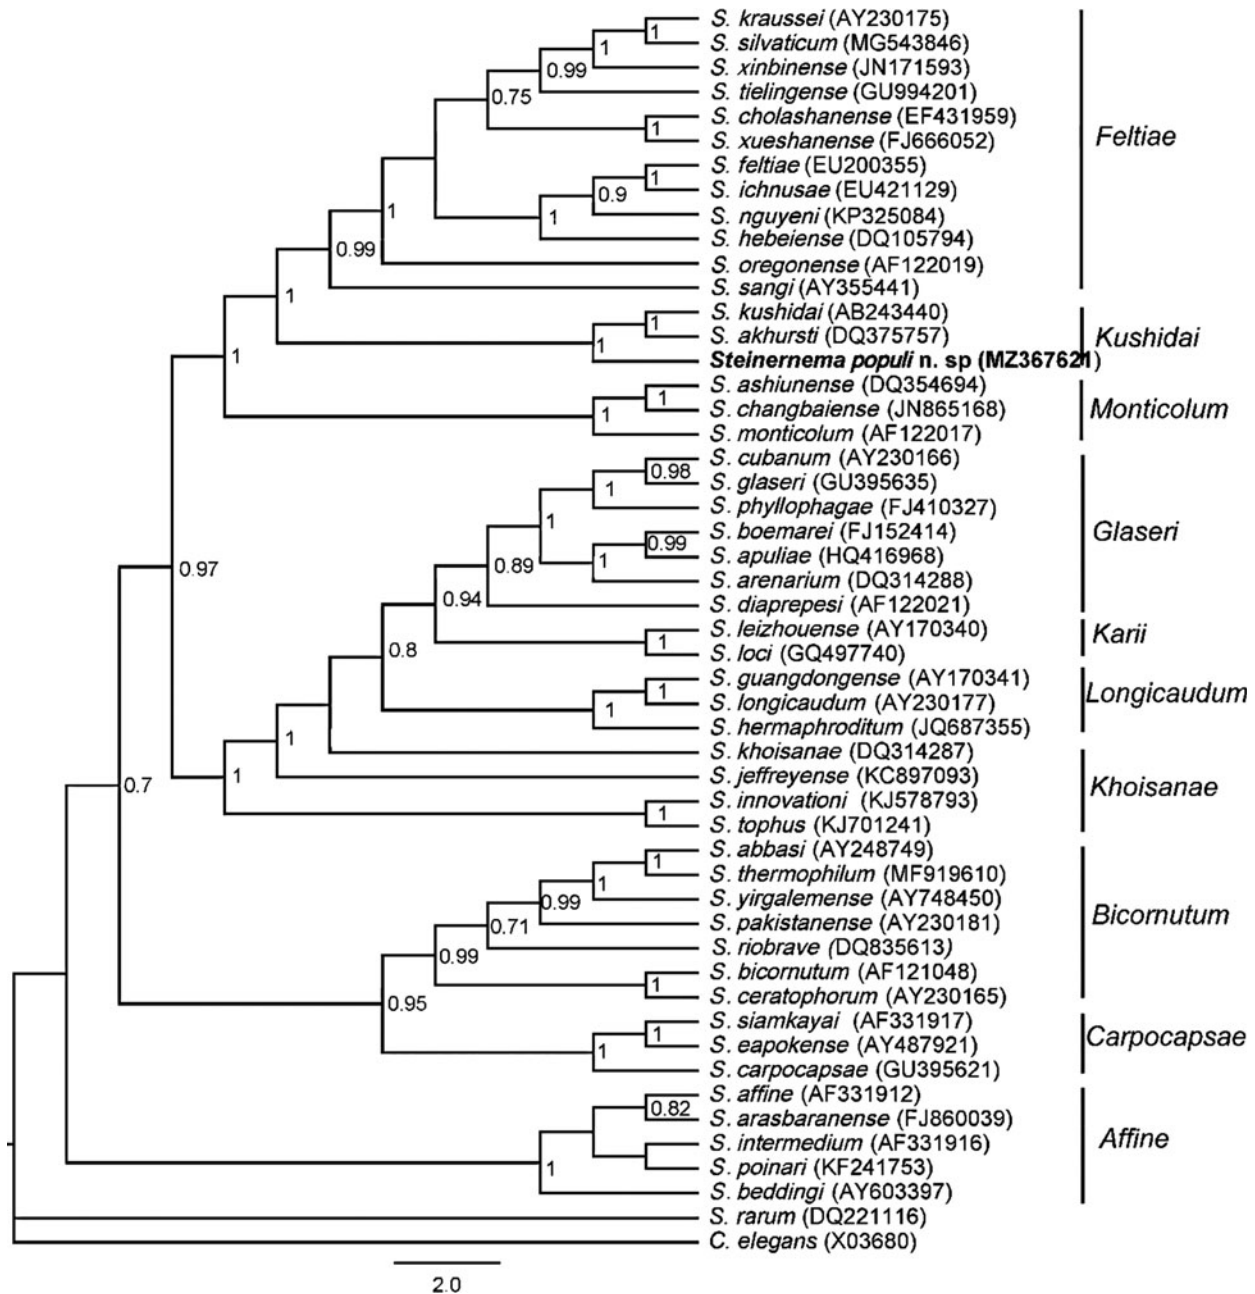 S. kraussei (AY230175)
1
S. silvaticum (MG543846)
1
S. xinbinense (JN171593)
0.99
S. tielingense (GU994201)
0.75
S. cholashanense (EF431959)
1
S. xueshanense (FJ666052)
Feltiae
S. feltiae (EU200355)
1
S. ichnusae (EU421129)
0.9
S. nguyeni (KP325084)
1
1
S. hebeiense (DQ105794)
0.99
S. oregonense (AF122019)
S. sangi (AY355441)
1
S. kushidai (AB243440)
1
S. akhursti (DQ375757)
Kushidai
1
1
Steinernema populi n. sp (MZ367621)
S. ashiunense (DQ354694)
1
S. changbaiense (JN865168)
Monticolum
1
S. monticolum (AF122017)
S. cubanum (AY230166)
0.98
S. glaseri (GU395635)
1
S. phyllophagae (FJ410327)
1
S. boemarei (FJ152414)
Glaseri
0.99
S. apuliae (HQ416968)
1
0.89
0.97
S. arenarium (DQ314288)
0.94
S. diaprepesi (AF122021)
S. leizhouense (AY170340)
Karii
1
0.8
S. loci (GQ497740)
S. guangdongense (AY170341)
1
Longicaudum
S. longicaudum (AY230177)
1
S. hermaphroditum (JQ687355)
1
S. khoisanae (DQ314287)
1
S. jeffreyense (KC897093)
0.7
Khoisanae
S. innovationi (KJ578793)
1
S. tophus (KJ701241)
S. abbasi (AY248749)
1
S. thermophilum (MF919610)
1
S. yirgalemense (AY748450)
0.99
Bicornutum
S. pakistanense (AY230181)
0.71
S. riobrave (DQ835613)
0.99
S. bicornutum (AF121048)
1
S. ceratophorum (AY230165)
0.95
S. siamkayai (AF331917)
1
Carpocapsae
S. eapokense (AY487921)
1
S. carpocapsae (GU395621)
S. affine (AF331912)
0.82
S. arasbaranense (FJ860039)
Affine
S. intermedium (AF331916)
S. poinari (KF241753)
1
S. beddingi (AY603397)
S. rarum (DQ221116)
C. elegans (X03680)
2.0